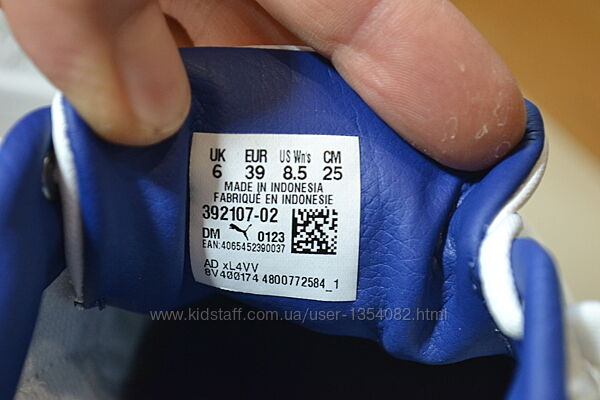 UK EUR US Wn's CM
6 39 8.5 25
MADE IN INDONESIA
FABRIQUÉ EN INDONESIE
392107-02
DM 0123
EAN:4065452390037
AD xL4VV
8V400174 4800772584_1
www.kidstaff.com.ua/user-1354082.html